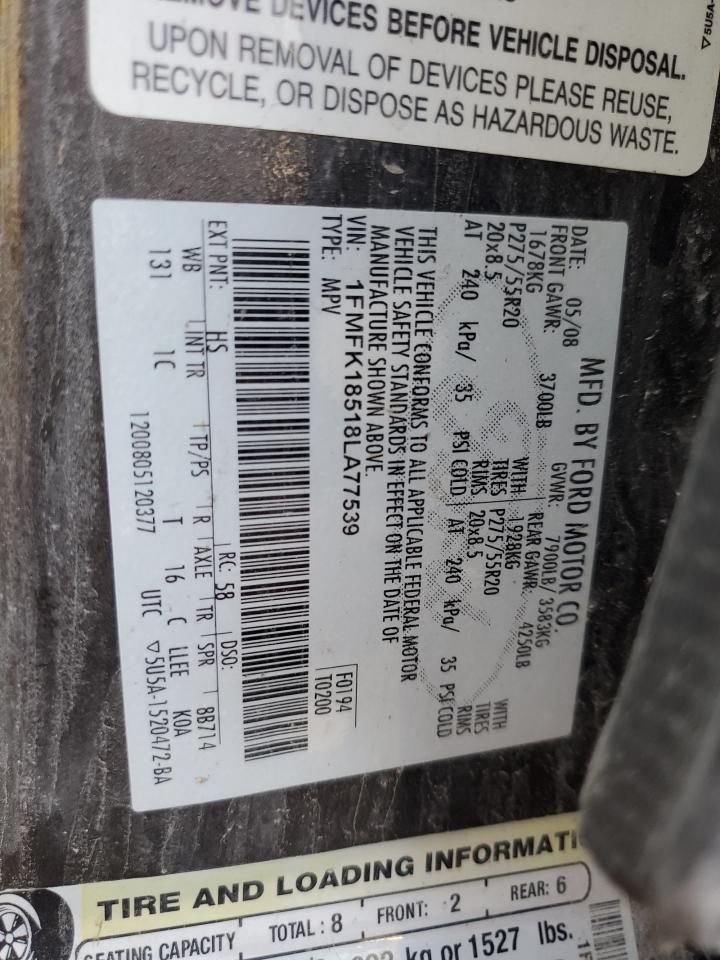 REMOVE DEVICES BEFORE VEHICLE DISPOSAL.
UPON REMOVAL OF DEVICES PLEASE REUSE,
RECYCLE, OR DISPOSE AS HAZARDOUS WASTE.
MFD. BY FORD MOTOR CO.
DATE: 05/08 GVWR: 7900LB/ 3583KG
FRONT GAWR: 3700LB REAR GAWR: 4250LB
1678KG WITH 1928KG WITH
P275/55R20 TIRES P275/55R20 TIRES
20x8.5 RIMS 20x8.5 RIMS
AT 240 kPa/ 35 PSI COLD AT 240 kPa/ 35 PSI COLD
THIS VEHICLE CONFORMS TO ALL APPLICABLE FEDERAL MOTOR
VEHICLE SAFETY STANDARDS IN EFFECT ON THE DATE OF
MANUFACTURE SHOWN ABOVE.
VIN: 1FMFK18518LA77539
TYPE: MPV
F0194
T0200
EXT PNT: HS RC: 58 DSO:
WB INT TR TP/PS R AXLE TR SPR 8B714
131 1C T 16 C LLEE KOA
1200805120377 UTC ▽5U5A-1520472-BA
TIRE AND LOADING INFORMATI
SEATING CAPACITY TOTAL : 8 FRONT: 2 REAR: 6
kg or 1527 lbs.